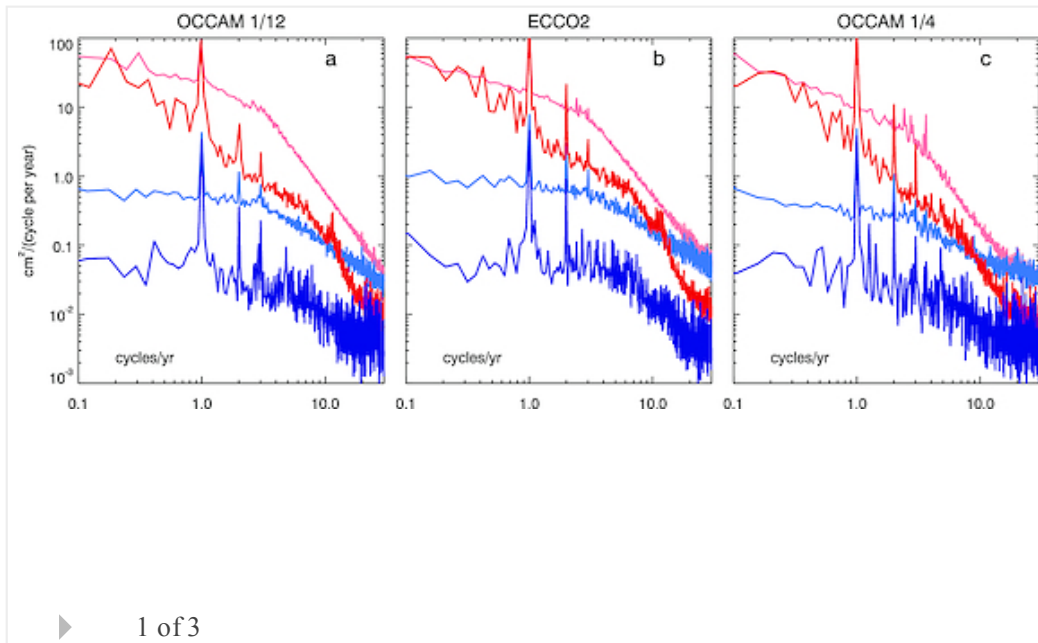 OCCAM 1/12 ECCO2 OCCAM 1/4
100 a b c
10
1.0
0.1
10⁻²
10⁻³
cm²/(cycle per year)
cycles/yr cycles/yr cycles/yr
0.1 1.0 10.0 0.1 1.0 10.0 0.1 1.0 10.0
1 of 3